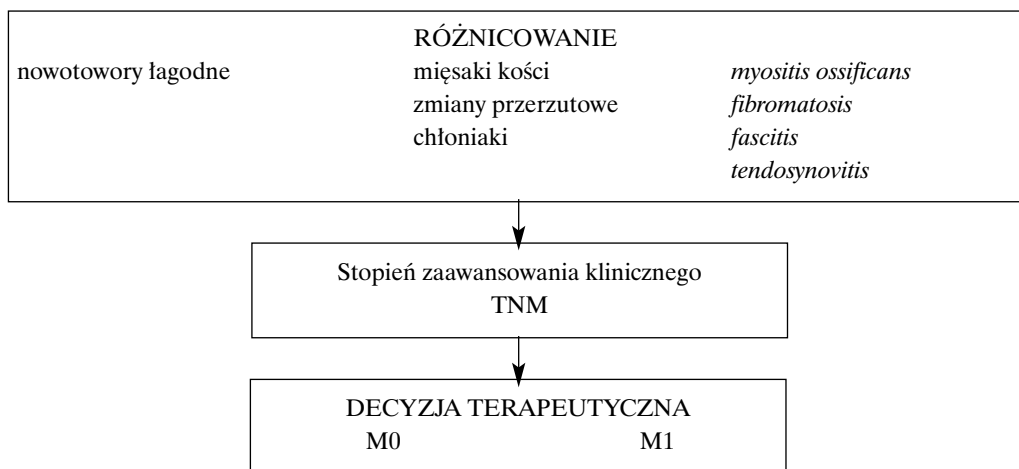 RÓŻNICOWANIE
nowotowory łagodne mięsaki kości myositis ossificans
zmiany przerzutowe fibromatosis
chłoniaki fascitis
tendosynovitis
Stopień zaawansowania klinicznego
TNM
DECYZJA TERAPEUTYCZNA
M0 M1